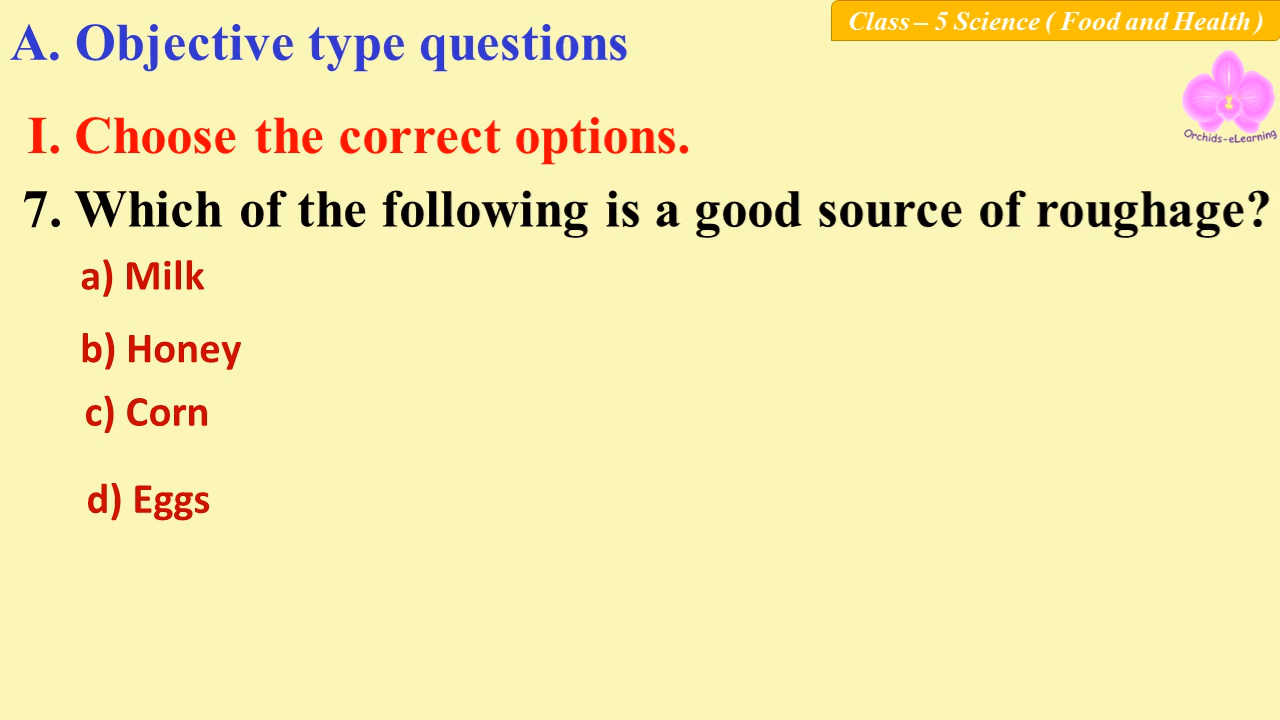 Class – 5 Science ( Food and Health )
A. Objective type questions
Orchids-eLearning
I. Choose the correct options.
7. Which of the following is a good source of roughage?
a) Milk
b) Honey
c) Corn
d) Eggs